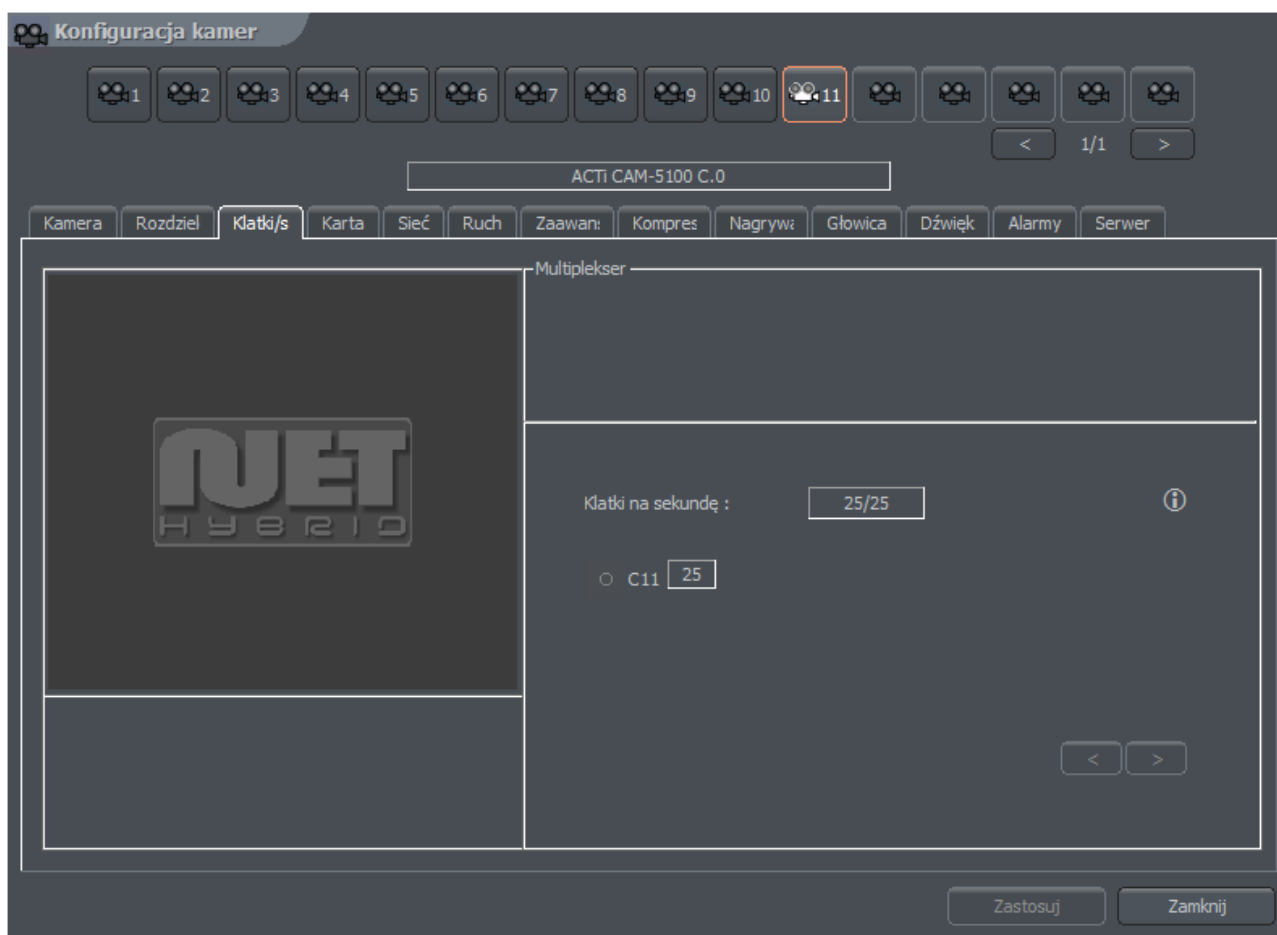 Konfiguracja kamer
1 2 3 4 5 6 7 8 9 10 11
< 1/1 >
ACTi CAM-5100 C.0
Kamera Rozdziel Klatki/s Karta Sieć Ruch Zaawan: Kompres Nagrywa Głowica Dźwięk Alarmy Serwer
Multiplekser
NET
HYBRID
Klatki na sekundę : 25/25
C11 25
< >
Zastosuj Zamknij